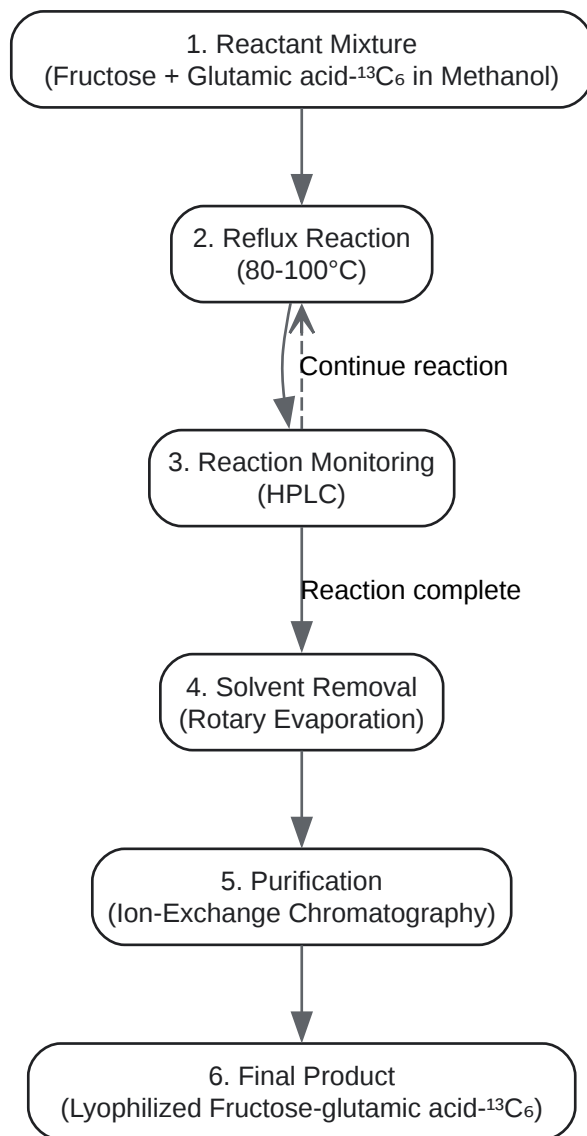 1. Reactant Mixture
(Fructose + Glutamic acid-¹³C₆ in Methanol)
2. Reflux Reaction
(80-100°C)
Continue reaction
3. Reaction Monitoring
(HPLC)
Reaction complete
4. Solvent Removal
(Rotary Evaporation)
5. Purification
(Ion-Exchange Chromatography)
6. Final Product
(Lyophilized Fructose-glutamic acid-¹³C₆)